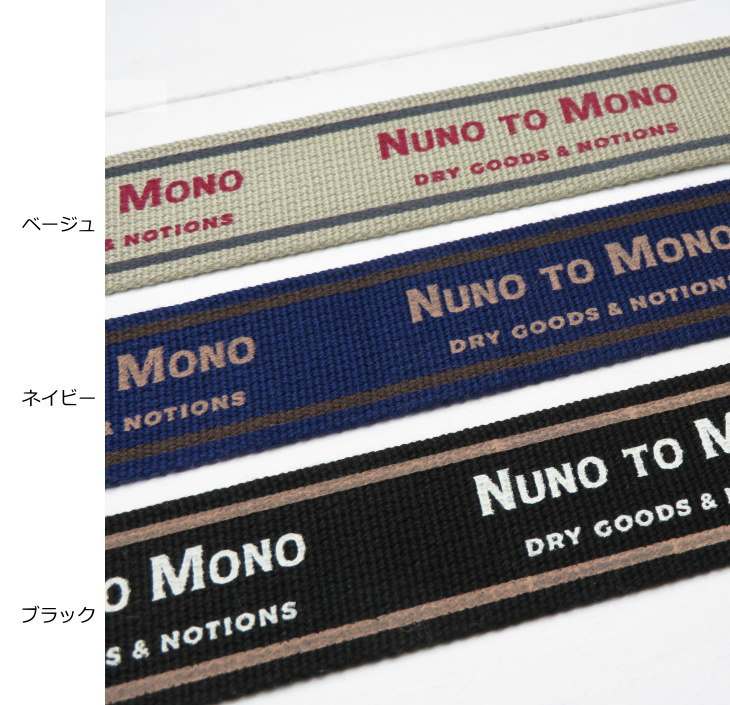 NUNO TO MONO
MONO
DRY GOODS & NOTIONS
& NOTIONS
ベージュ
NUNO TO MONO
MONO
DRY GOODS & NOTIONS
& NOTIONS
ネイビー
NUNO TO M
O MONO
DRY GOODS & N
S & NOTIONS
ブラック